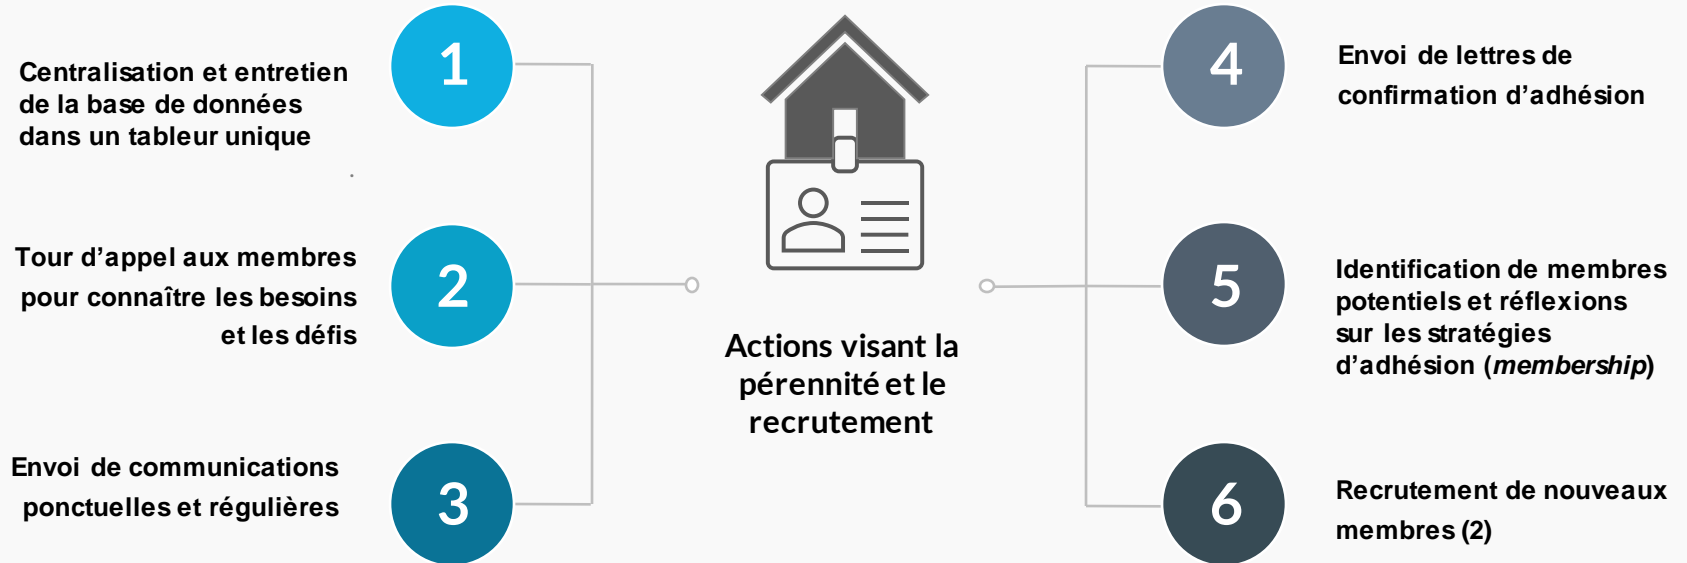 1
Centralisation et entretien
de la base de données
dans un tableur unique
.
2
Tour d’appel aux membres
pour connaître les besoins
et les défis
3
Envoi de communications
ponctuelles et régulières
Actions visant la
pérennité et le
recrutement
4
Envoi de lettres de
confirmation d’adhésion
5
Identification de membres
potentiels et réflexions
sur les stratégies
d’adhésion (membership)
6
Recrutement de nouveaux
membres (2)